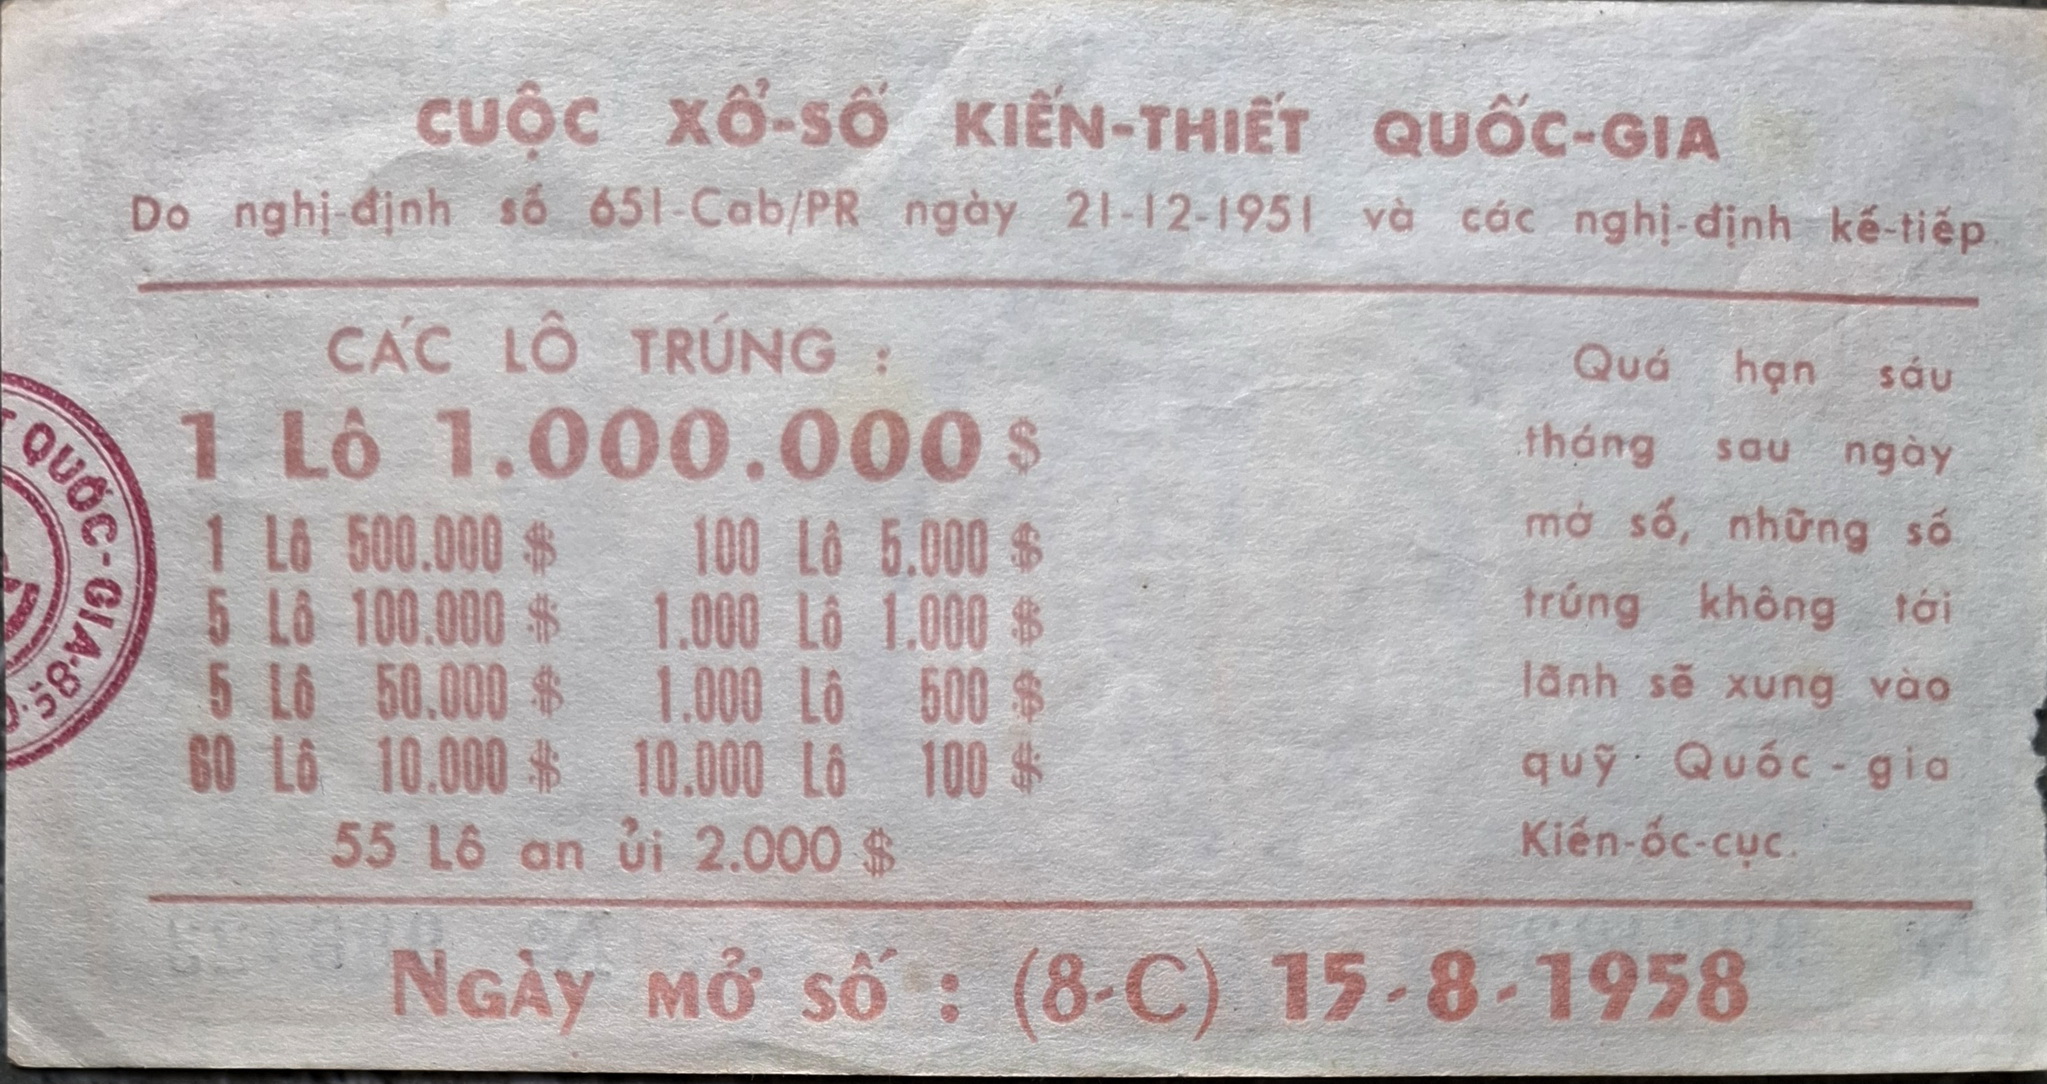 CUỘC XỔ-SỐ KIẾN-THIẾT QUỐC-GIA
Do nghị-định số 651-Cab/PR ngày 21-12-1951 và các nghị-định kế-tiếp.
CÁC LÔ TRÚNG :
1 LÔ 1.000.000 $
1 Lô 500.000 $ 100 Lô 5.000 $
5 Lô 100.000 $ 1.000 Lô 1.000 $
5 Lô 50.000 $ 1.000 Lô 500 $
60 Lô 10.000 $ 10.000 Lô 100 $
55 Lô an ủi 2.000 $
Quá hạn sáu
tháng sau ngày
mở số, những số
trúng không tới
lãnh sẽ xung vào
quỹ Quốc-gia
Kiến-ốc-cục.
NGÀY MỞ SỐ : (8-C) 15-8-1958
QUỐC-GIA-8